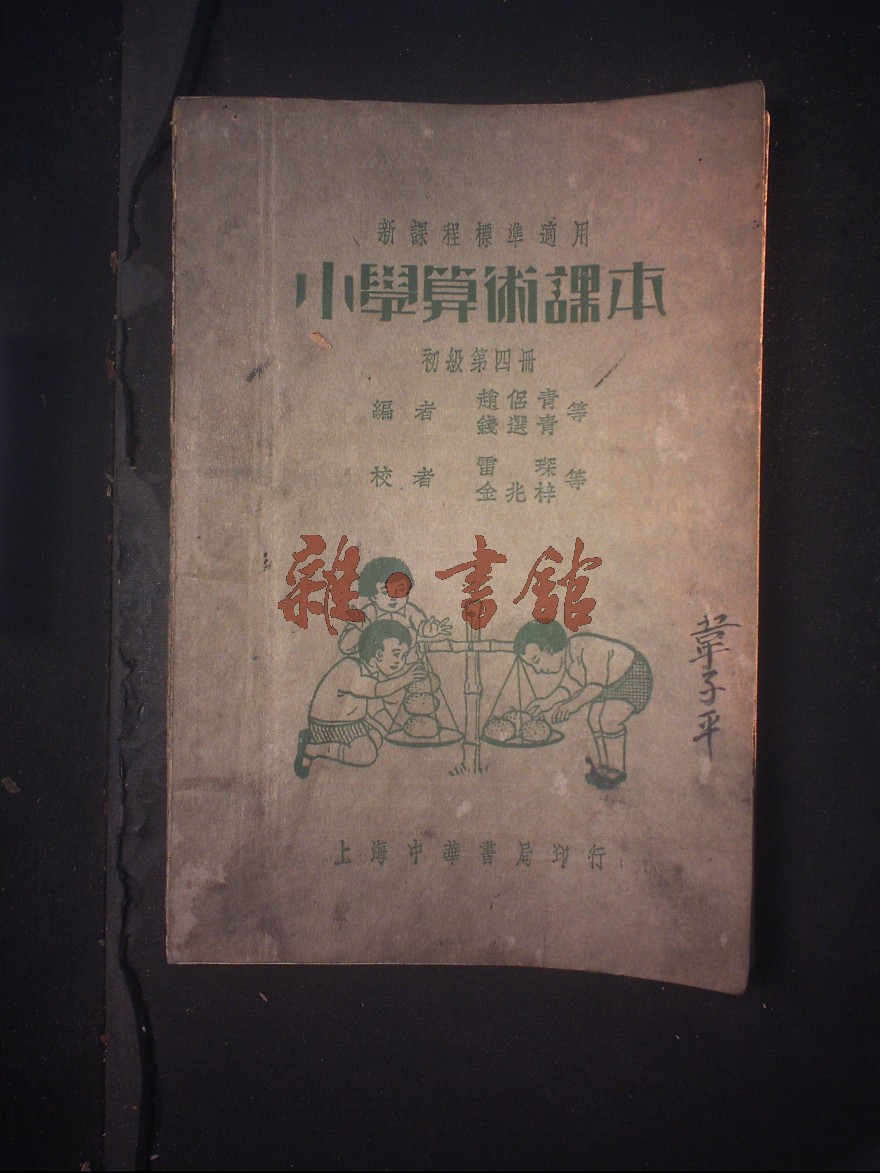 新課程標準適用
小學算術課本
初級第四冊
編者 趙侶青 錢選青 等
校者 雷琛 金兆梓 等
雜·書館
韋子平
上海中華書局印行